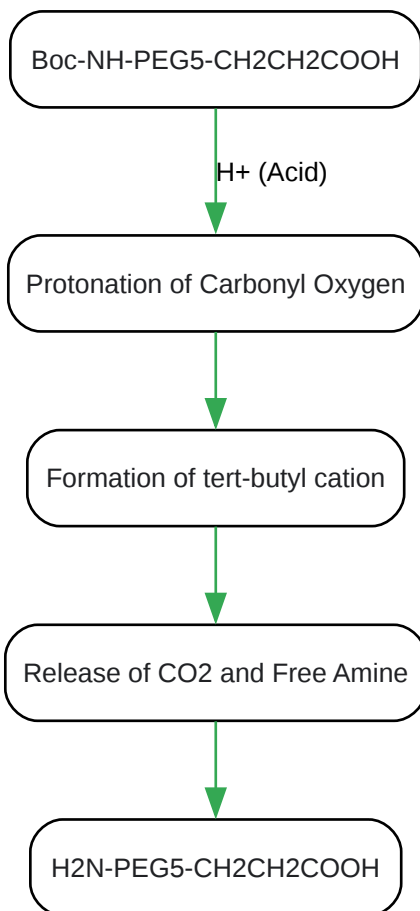 Boc-NH-PEG5-CH2CH2COOH
H+ (Acid)
Protonation of Carbonyl Oxygen
Formation of tert-butyl cation
Release of CO2 and Free Amine
H2N-PEG5-CH2CH2COOH